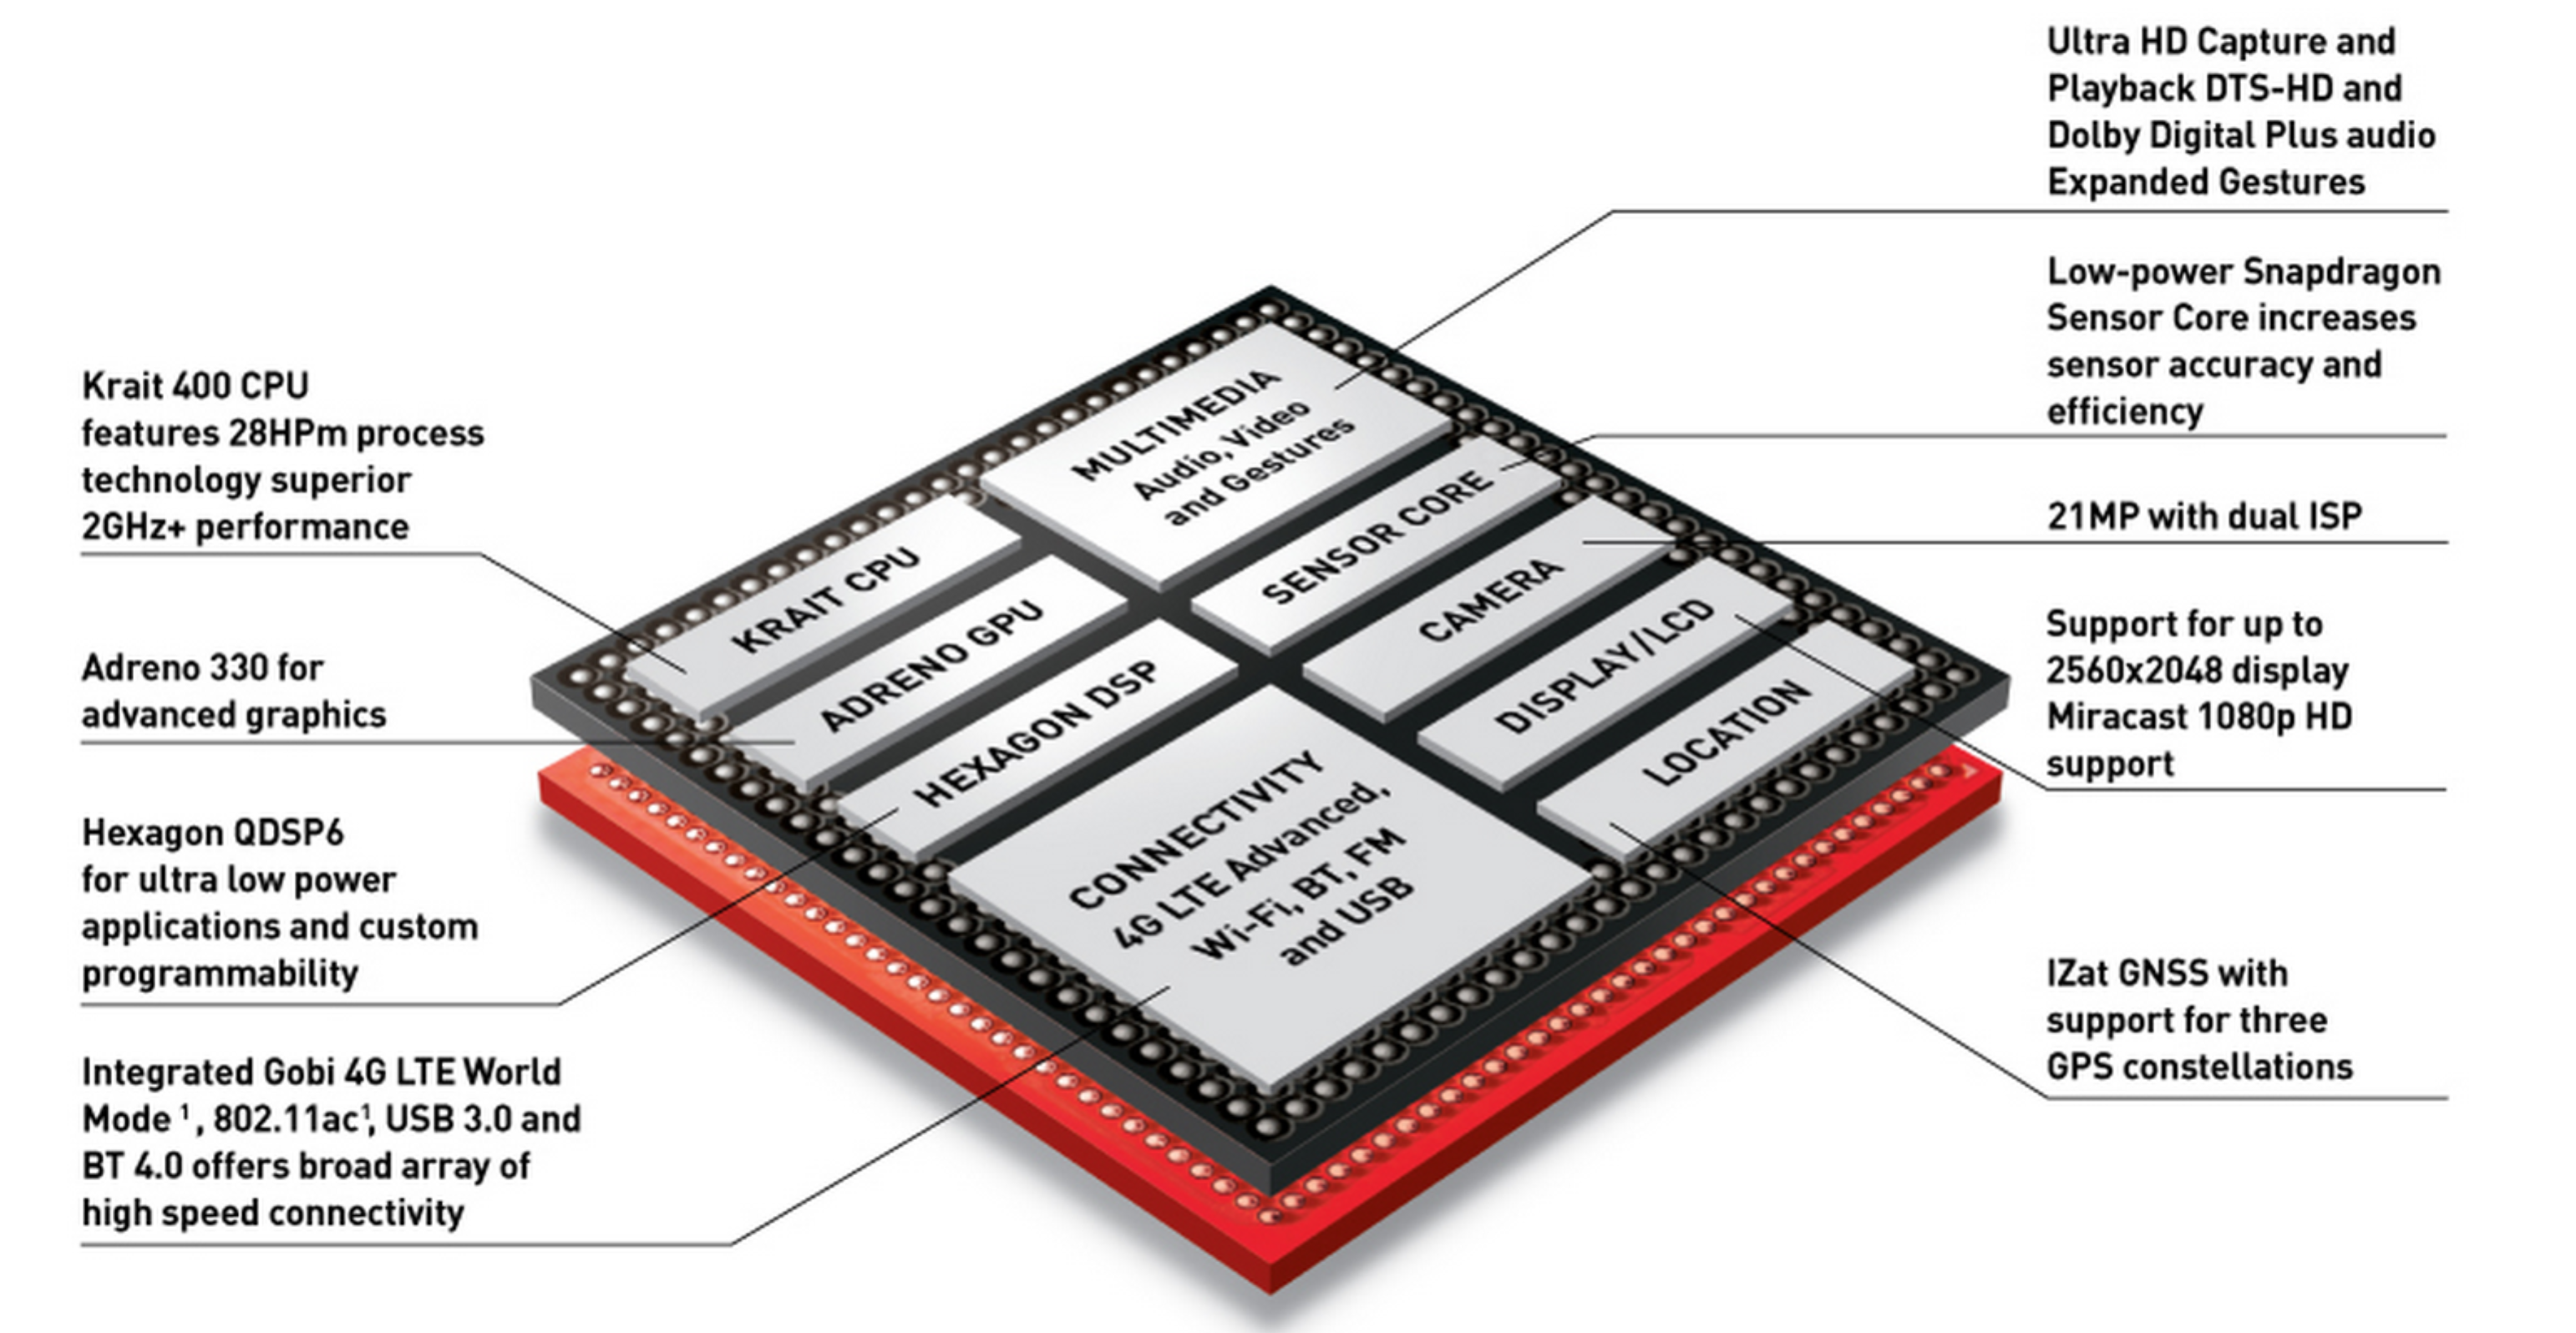 Ultra HD Capture and
Playback DTS-HD and
Dolby Digital Plus audio
Expanded Gestures
Low-power Snapdragon
Sensor Core increases
sensor accuracy and
efficiency
21MP with dual ISP
Support for up to
2560x2048 display
Miracast 1080p HD
support
IZat GNSS with
support for three
GPS constellations
Krait 400 CPU
features 28HPm process
technology superior
2GHz+ performance
Adreno 330 for
advanced graphics
Hexagon QDSP6
for ultra low power
applications and custom
programmability
Integrated Gobi 4G LTE World
Mode ¹, 802.11ac¹, USB 3.0 and
BT 4.0 offers broad array of
high speed connectivity
MULTIMEDIA
Audio, Video
and Gestures
KRAIT CPU
ADRENO GPU
HEXAGON DSP
SENSOR CORE
CAMERA
DISPLAY/LCD
LOCATION
CONNECTIVITY
4G LTE Advanced,
Wi-Fi, BT, FM
and USB